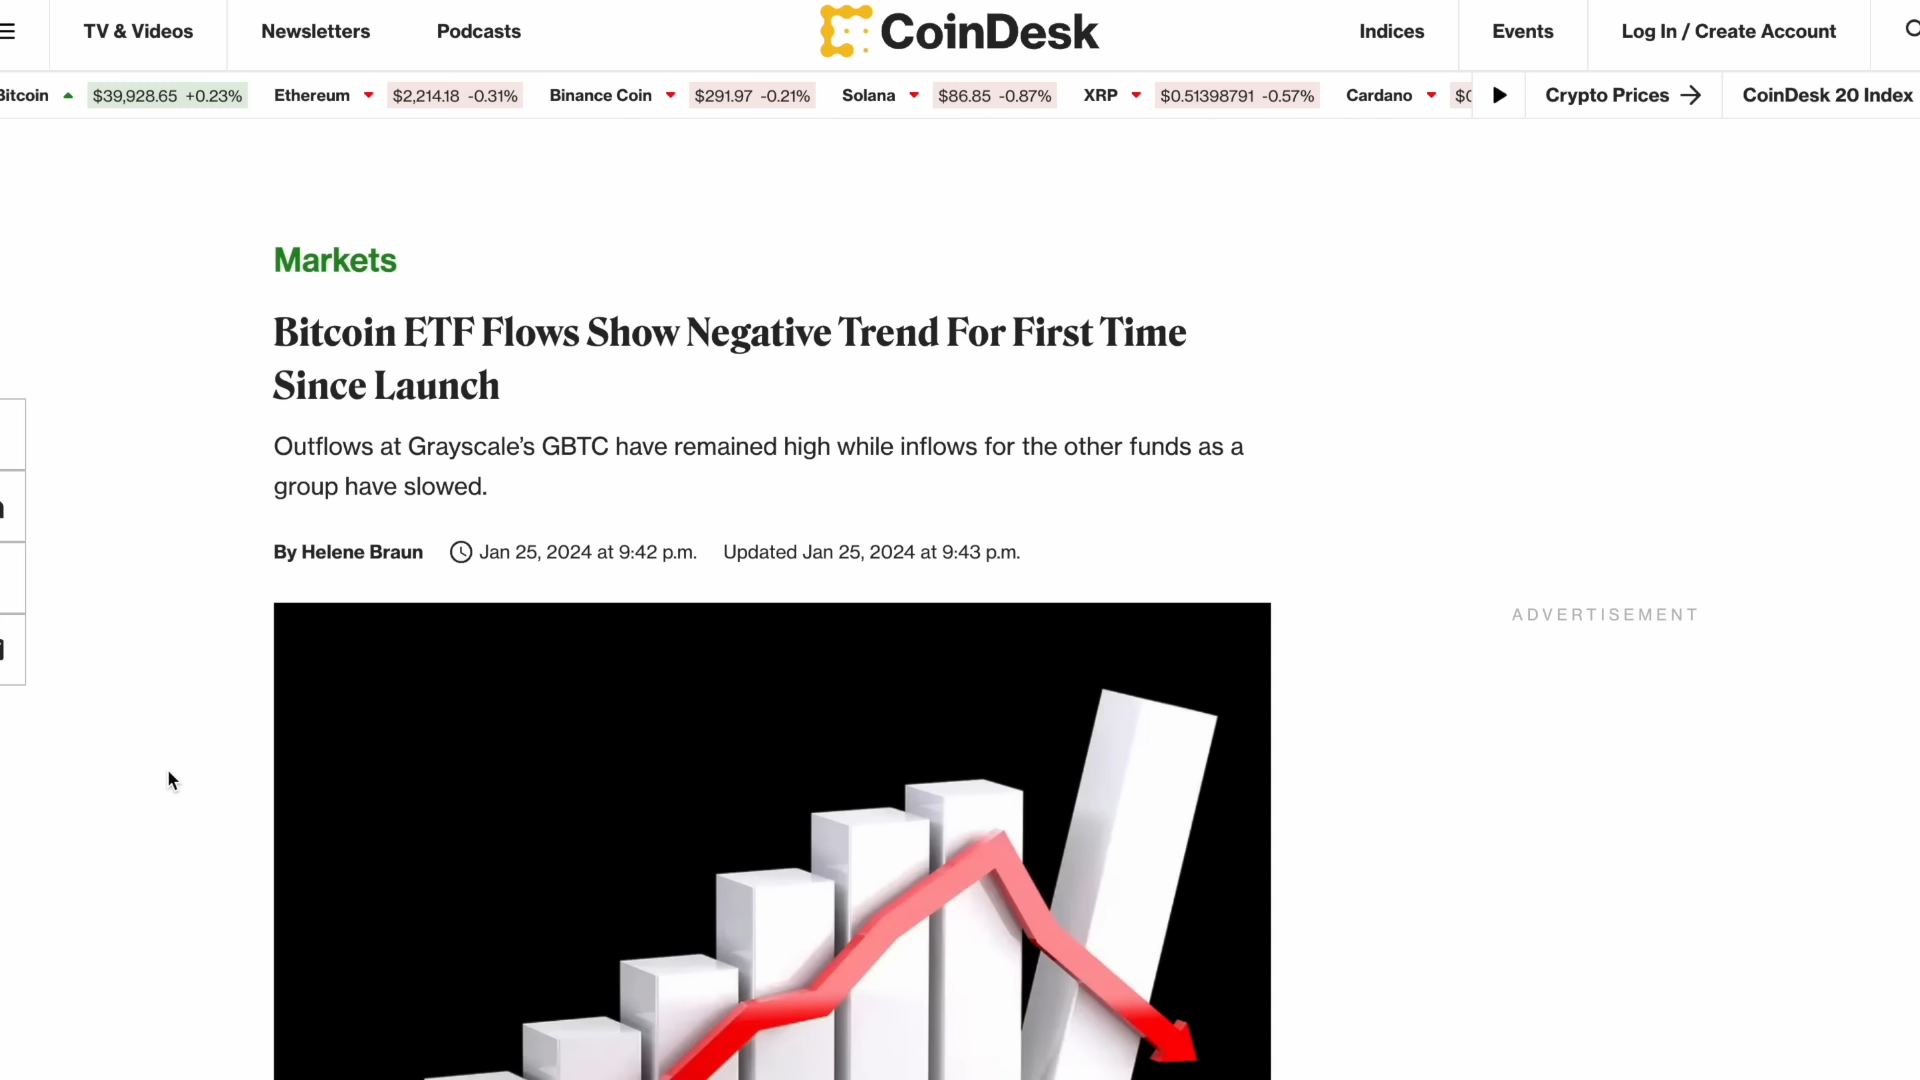 TV & Videos Newsletters Podcasts CoinDesk Indices Events Log In / Create Account
Bitcoin $39,928.65 +0.23% Ethereum $2,214.18 -0.31% Binance Coin $291.97 -0.21% Solana $86.85 -0.87% XRP $0.51398791 -0.57% Cardano Crypto Prices → CoinDesk 20 Index
Markets
Bitcoin ETF Flows Show Negative Trend For First Time
Since Launch
Outflows at Grayscale’s GBTC have remained high while inflows for the other funds as a
group have slowed.
By Helene Braun Jan 25, 2024 at 9:42 p.m. Updated Jan 25, 2024 at 9:43 p.m.
ADVERTISEMENT